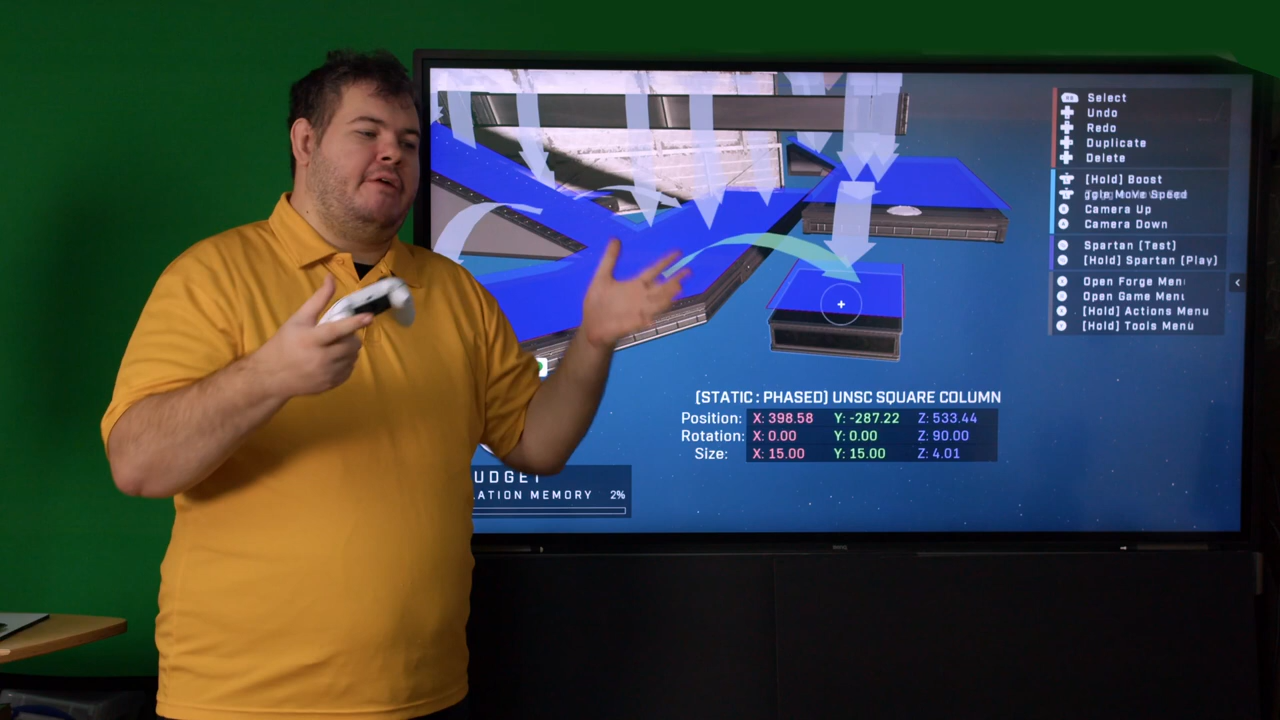 Select
Undo
Redo
Duplicate
Delete
[Hold] Boost
Move Speed
Camera Up
Camera Down
Spartan (Test)
[Hold] Spartan (Play)
Open Forge Menu
Open Game Menu
[Hold] Actions Menu
[Hold] Tools Menu
(STATIC : PHASED) UNSC SQUARE COLUMN
Position: X: 398.58 Y: -287.22 Z: 533.44
Rotation: X: 0.00 Y: 0.00 Z: 90.00
Size: X: 15.00 Y: 15.00 Z: 4.01
UDGET
LATION MEMORY 2%